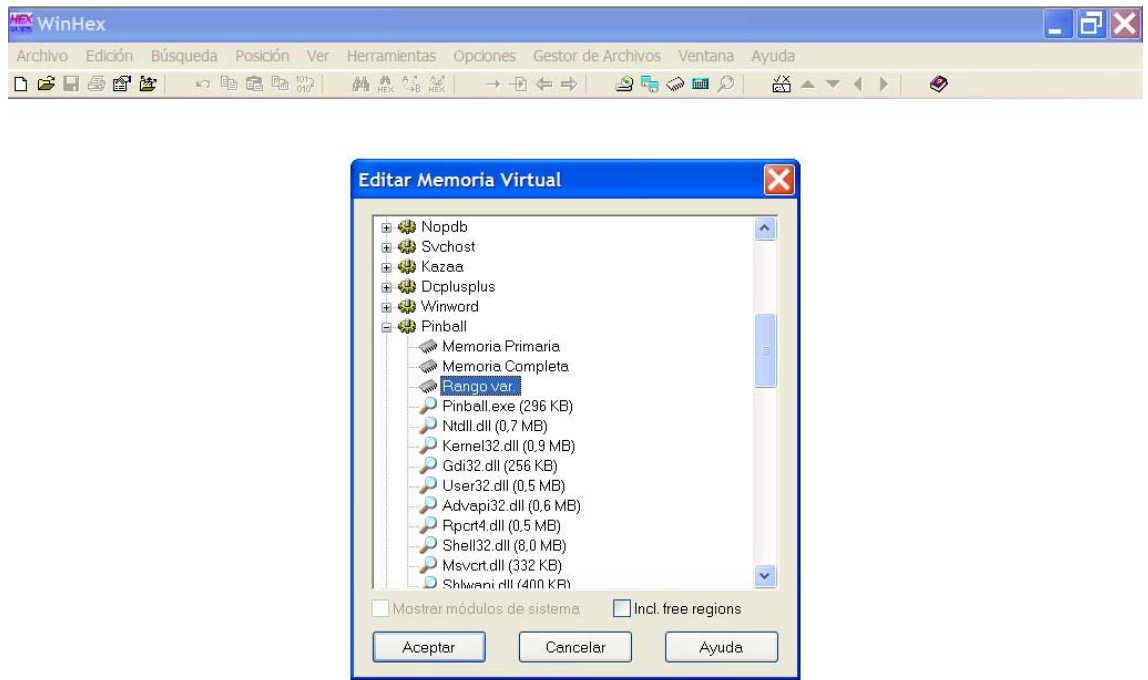 WinHex
Archivo Edición Búsqueda Posición Ver Herramientas Opciones Gestor de Archivos Ventana Ayuda
Editar Memoria Virtual
Nopdb
Svchost
Kazaa
Dcplusplus
Winword
Pinball
Memoria Primaria
Memoria Completa
Rango var.
Pinball.exe (296 KB)
Ntdll.dll (0,7 MB)
Kernel32.dll (0,9 MB)
Gdi32.dll (256 KB)
User32.dll (0,5 MB)
Advapi32.dll (0,6 MB)
Rpcrt4.dll (0,5 MB)
Shell32.dll (8,0 MB)
Msvcrt.dll (332 KB)
Shlwapi.dll (400 KB)
Mostrar módulos de sistema Incl. free regions
Aceptar Cancelar Ayuda